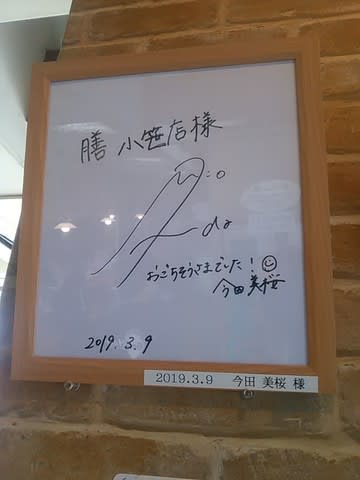 膳 小笹店様
おごちそうさまでした!
今田美桜
2019.3.9
2019.3.9 今田 美桜 様